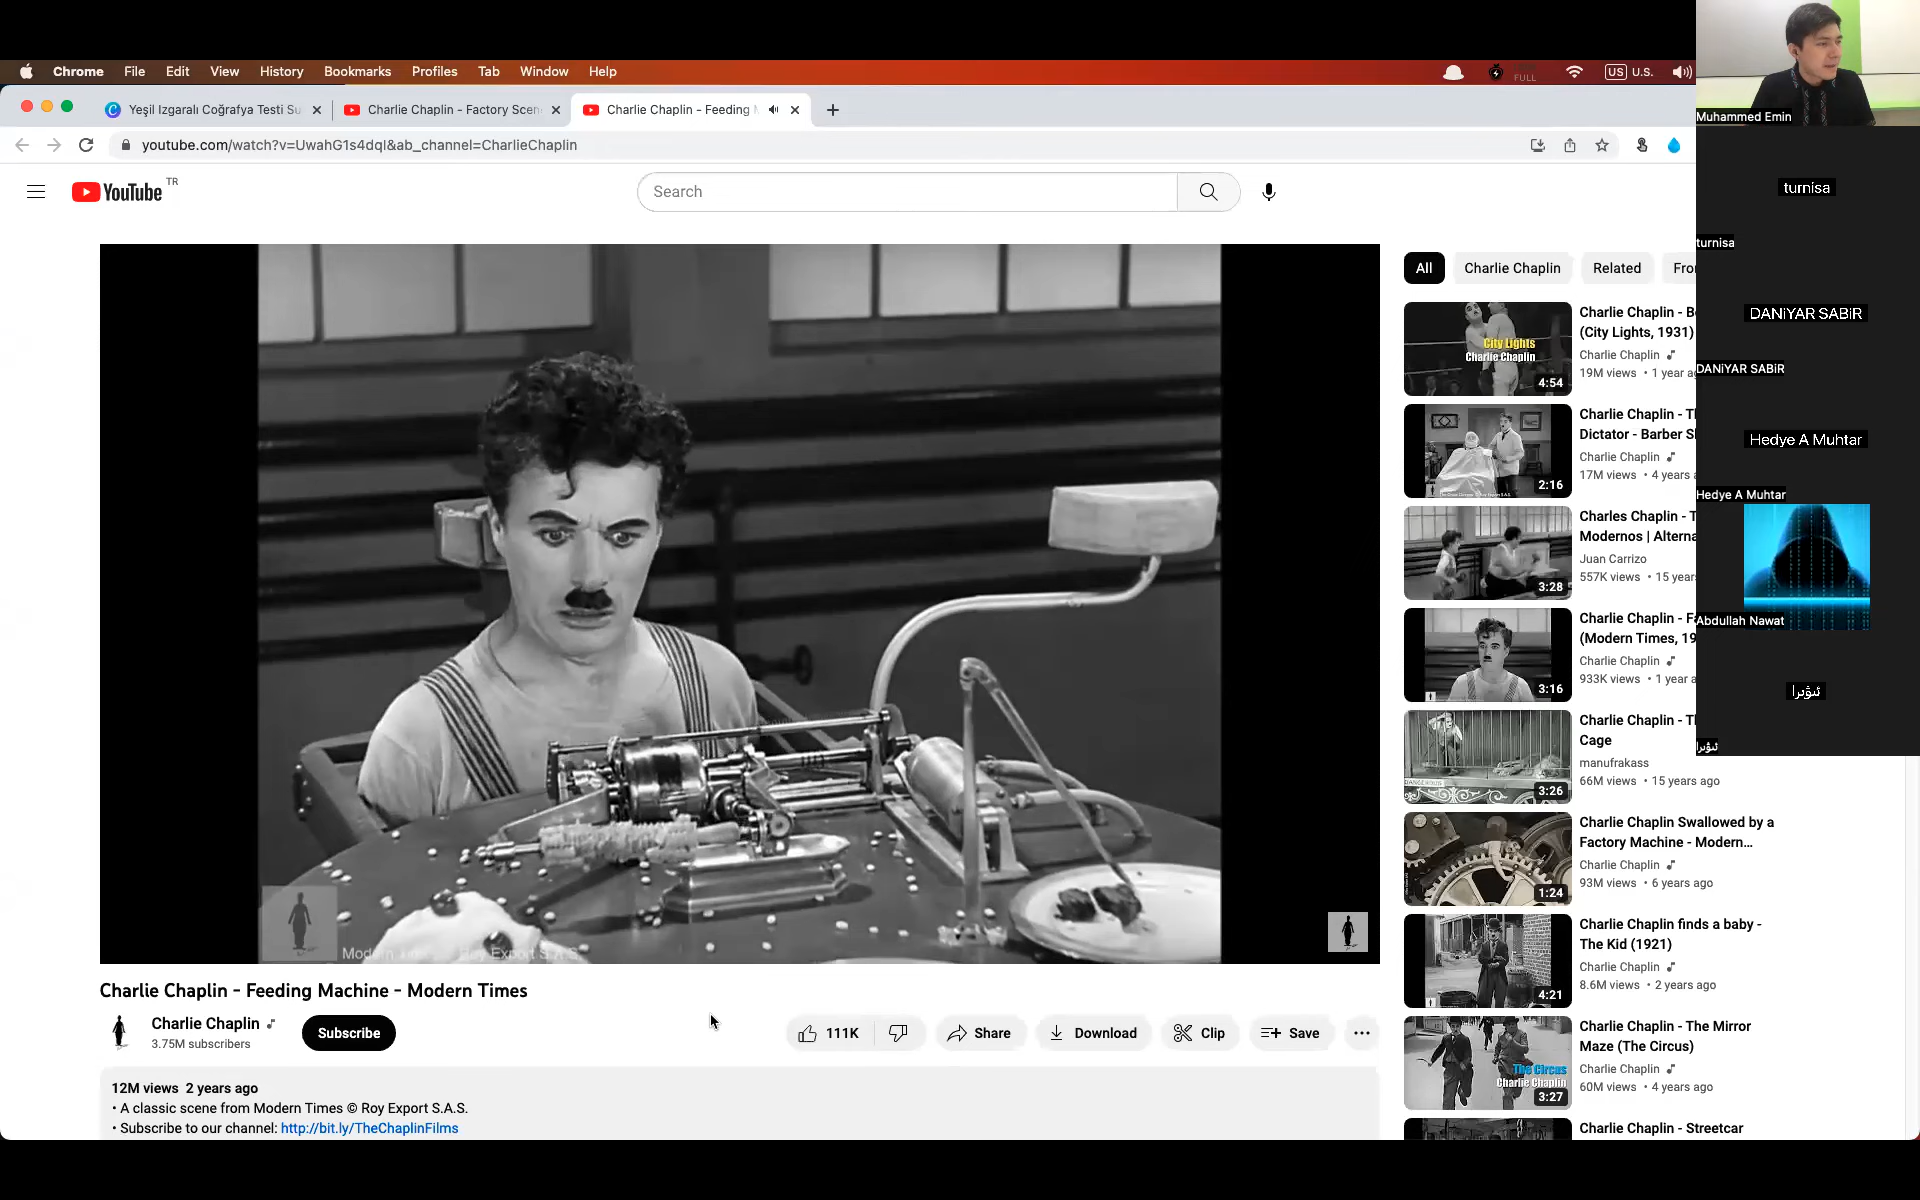 Chrome File Edit View History Bookmarks Profiles Tab Window Help
FULL
US U.S.
Yeşil Izgaralı Coğrafya Testi Su
Charlie Chaplin - Factory Scen
Charlie Chaplin - Feeding
youtube.com/watch?v=UwahG1s4dqI&ab_channel=CharlieChaplin
YouTube TR
Search
All Charlie Chaplin Related Fro
City Lights
Charlie Chaplin
4:54
Charlie Chaplin - B
(City Lights, 1931)
Charlie Chaplin
19M views • 1 year a
2:16
Charlie Chaplin - T
Dictator - Barber S
Charlie Chaplin
17M views • 4 years
3:28
Charles Chaplin - T
Modernos | Alterna
Juan Carrizo
557K views • 15 years
3:16
Charlie Chaplin - F
(Modern Times, 19
Charlie Chaplin
933K views • 1 year a
DANGEROUS
3:26
Charlie Chaplin - T
Cage
manufrakass
66M views • 15 years ago
1:24
Charlie Chaplin Swallowed by a
Factory Machine - Modern...
Charlie Chaplin
93M views • 6 years ago
4:21
Charlie Chaplin finds a baby -
The Kid (1921)
Charlie Chaplin
8.6M views • 2 years ago
The Circus
Charlie Chaplin
3:27
Charlie Chaplin - The Mirror
Maze (The Circus)
Charlie Chaplin
60M views • 4 years ago
Charlie Chaplin - Streetcar
Roy Export S.A.S.
Charlie Chaplin - Feeding Machine - Modern Times
Charlie Chaplin
3.75M subscribers
Subscribe
111K
Share
Download
Clip
Save
12M views 2 years ago
• A classic scene from Modern Times © Roy Export S.A.S.
• Subscribe to our channel: http://bit.ly/TheChaplinFilms
Muhammed Emin
turnisa
turnisa
DANiYAR SABiR
DANiYAR SABiR
Hedye A Muhtar
Hedye A Muhtar
Abdullah Nawat
ئىۋىرا
ئىۋىرا